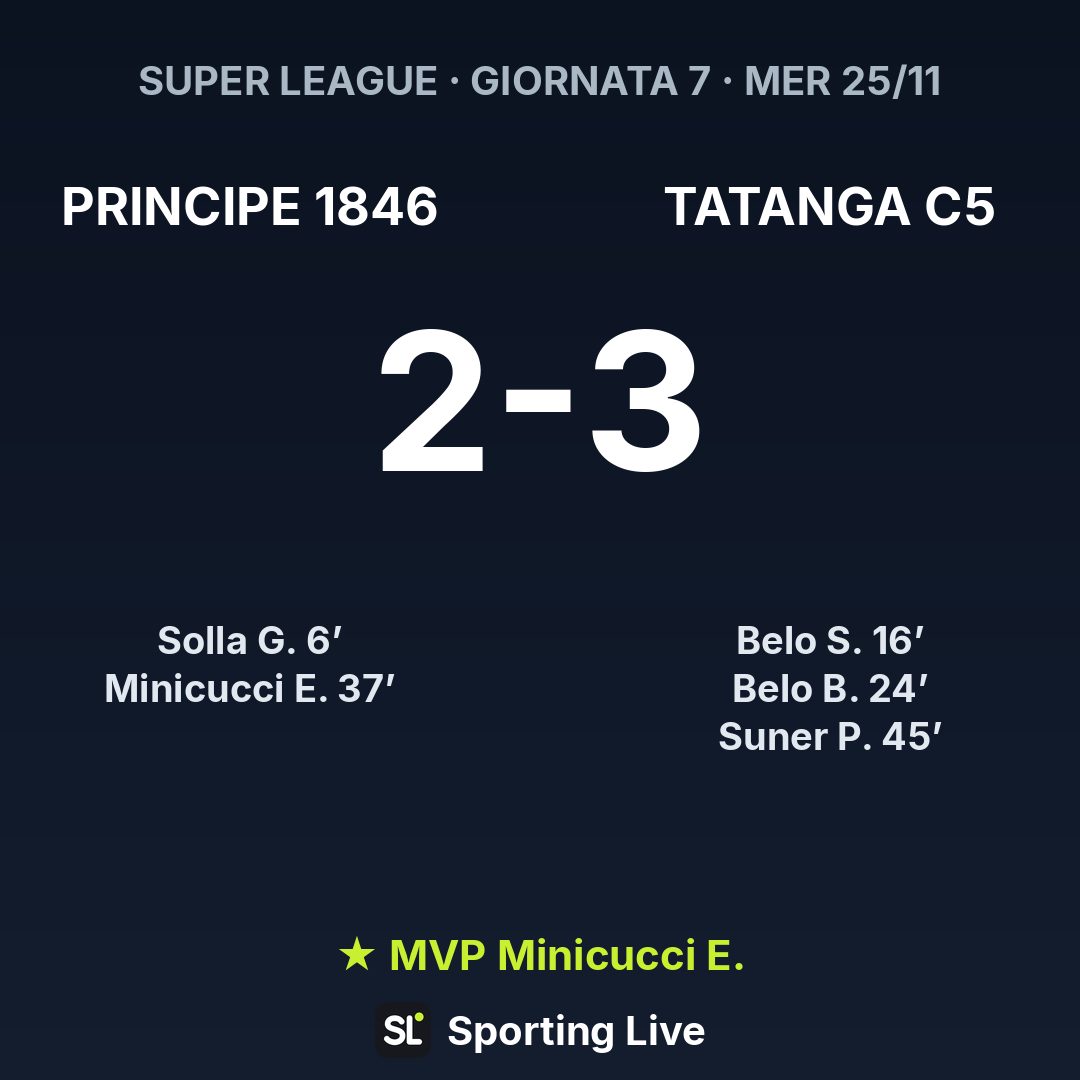 SUPER LEAGUE · GIORNATA 7 · MER 25/11
PRINCIPE 1846
TATANGA C5
2-3
Solla G. 6’
Minicucci E. 37’
Belo S. 16’
Belo B. 24’
Suner P. 45’
★ MVP Minicucci E.
SL Sporting Live